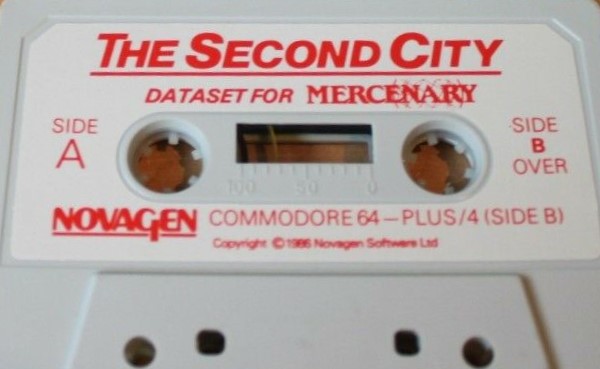 THE SECOND CITY
DATASET FOR MERCENARY
SIDE
A
SIDE
B
OVER
100 50 0
NOVAGEN COMMODORE 64 – PLUS/4 (SIDE B)
Copyright © 1986 Novagen Software Ltd